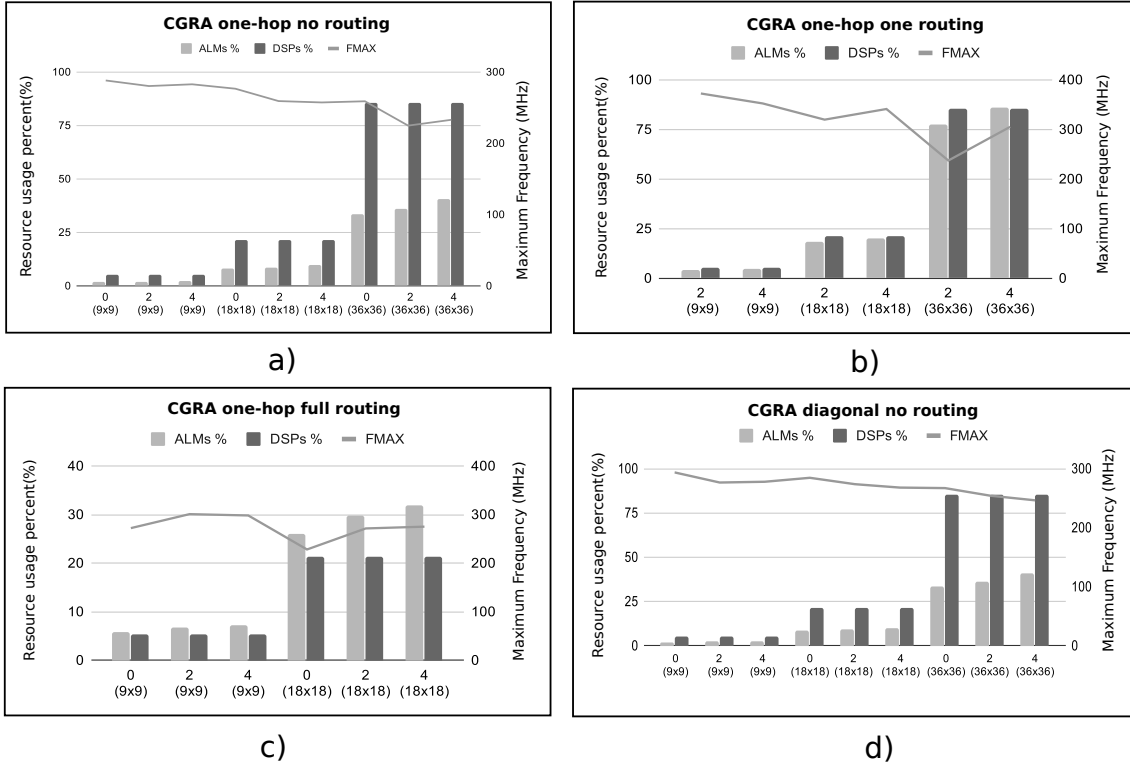 CGRA one-hop no routing
ALMs % DSPs % FMAX
Resource usage percent(%)
100
75
50
25
0
300
200
100
0
Maximum Frequency (MHz)
0 2 4 0 2 4 0 2 4
(9x9) (9x9) (9x9) (18x18) (18x18) (18x18) (36x36) (36x36) (36x36)
a)
CGRA one-hop one routing
ALMs % DSPs % FMAX
Resource usage percent(%)
100
75
50
25
0
400
300
200
100
0
Maximum Frequency (MHz)
2 4 2 4 2 4
(9x9) (9x9) (18x18) (18x18) (36x36) (36x36)
b)
CGRA one-hop full routing
ALMs % DSPs % FMAX
Resource usage percent(%)
40
30
20
10
0
400
300
200
100
0
Maximum Frequency (MHz)
0 2 4 0 2 4
(9x9) (9x9) (9x9) (18x18) (18x18) (18x18)
c)
CGRA diagonal no routing
ALMs % DSPs % FMAX
Resource usage percent(%)
100
75
50
25
0
300
200
100
0
Maximum Frequency (MHz)
0 2 4 0 2 4 0 2 4
(9x9) (9x9) (9x9) (18x18) (18x18) (18x18) (36x36) (36x36) (36x36)
d)